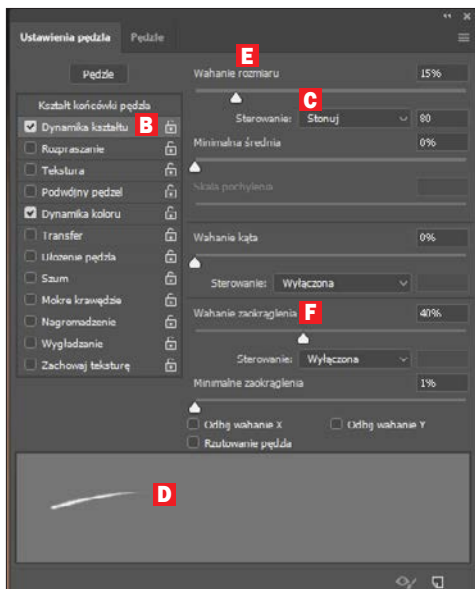 Ustawienia pędzla Pędzle
E
Pędzle
Wahanie rozmiaru 15%
Kształt końcówki pędzla
C
Sterowanie: Stonuj 80
Dynamika kształtu B
Rozpraszanie
Minimalna średnia 0%
Tekstura
Podwójny pędzel
Skala pochylenia
Dynamika koloru
Transfer
Wahanie kąta 0%
Ułożenie pędzla
Szum
Sterowanie: Wyłączona
Mokre krawędzie
Wahanie zaokrąglenia F 40%
Nagromadzenie
Wygładzanie
Sterowanie: Wyłączona
Zachowaj teksturę
Minimalne zaokrąglenia 1%
Odbij wahanie X Odbij wahanie Y
Rzutowanie pędzla
D